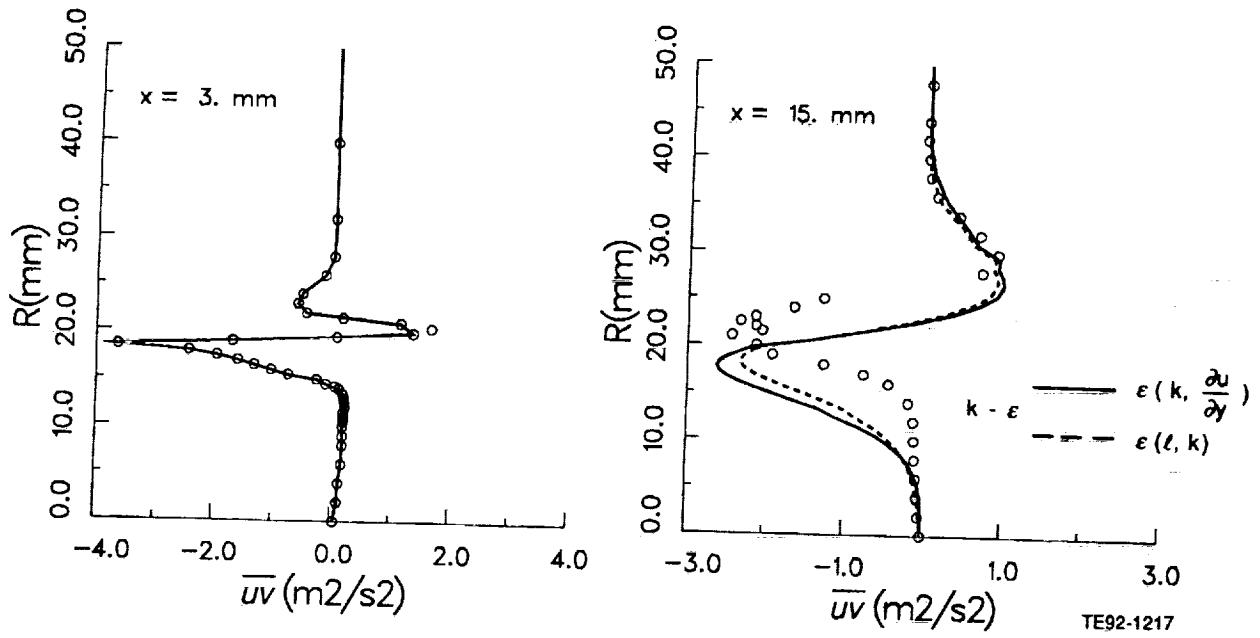 x = 3. mm
R(mm)
50.0
40.0
30.0
20.0
10.0
0.0
-4.0 -2.0 0.0 2.0 4.0
uv (m2/s2)
x = 15. mm
R(mm)
50.0
40.0
30.0
20.0
10.0
0.0
k - ε
ε ( k, ∂u/∂y )
ε (ℓ, k)
-3.0 -1.0 1.0 3.0
uv (m2/s2)
TE92-1217